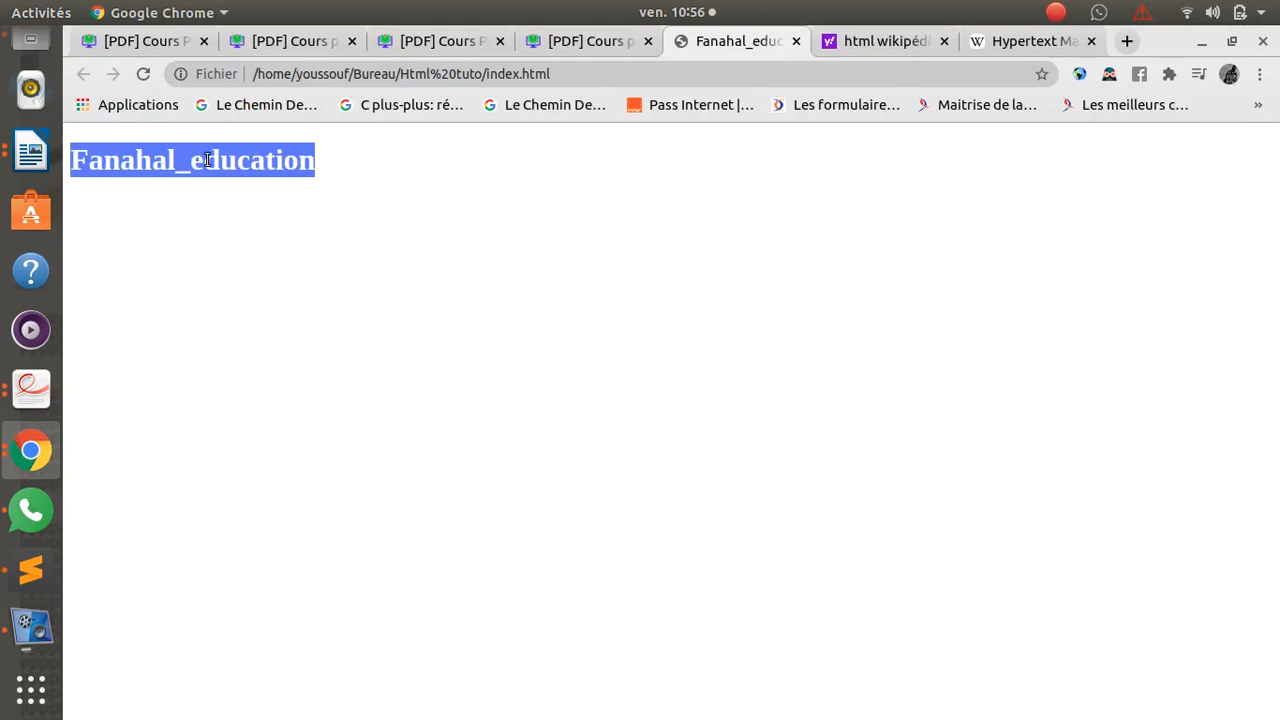 Activités Google Chrome ven. 10:56
[PDF] Cours P [PDF] Cours p [PDF] Cours P [PDF] Cours p Fanahal_educ html wikipédi Hypertext Ma
Fichier /home/youssouf/Bureau/Html%20tuto/index.html
Applications Le Chemin De... C plus-plus: ré... Le Chemin De... Pass Internet |... Les formulaire... Maitrise de la... Les meilleurs c... »
Fanahal_education